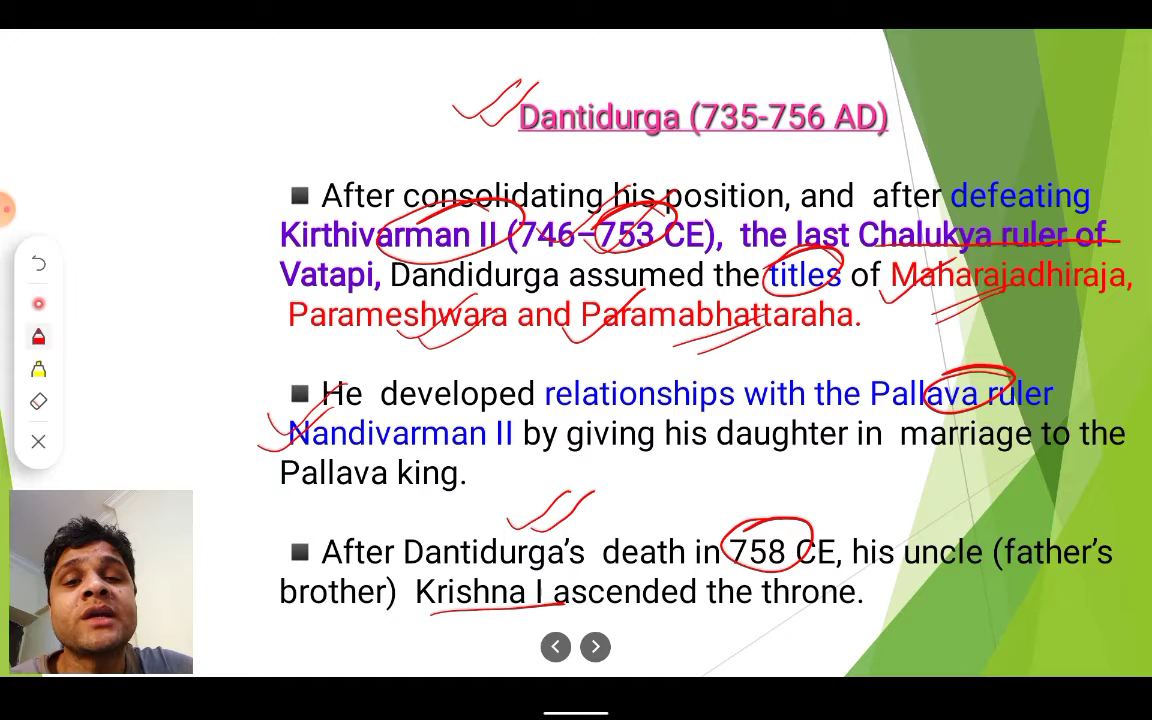 Dantidurga (735-756 AD)
▪ After consolidating his position, and after defeating
Kirthivarman II (746–753 CE), the last Chalukya ruler of
Vatapi, Dandidurga assumed the titles of Maharajadhiraja,
Parameshwara and Paramabhattaraha.
▪ He developed relationships with the Pallava ruler
Nandivarman II by giving his daughter in marriage to the
Pallava king.
▪ After Dantidurga's death in 758 CE, his uncle (father's
brother) Krishna I ascended the throne.